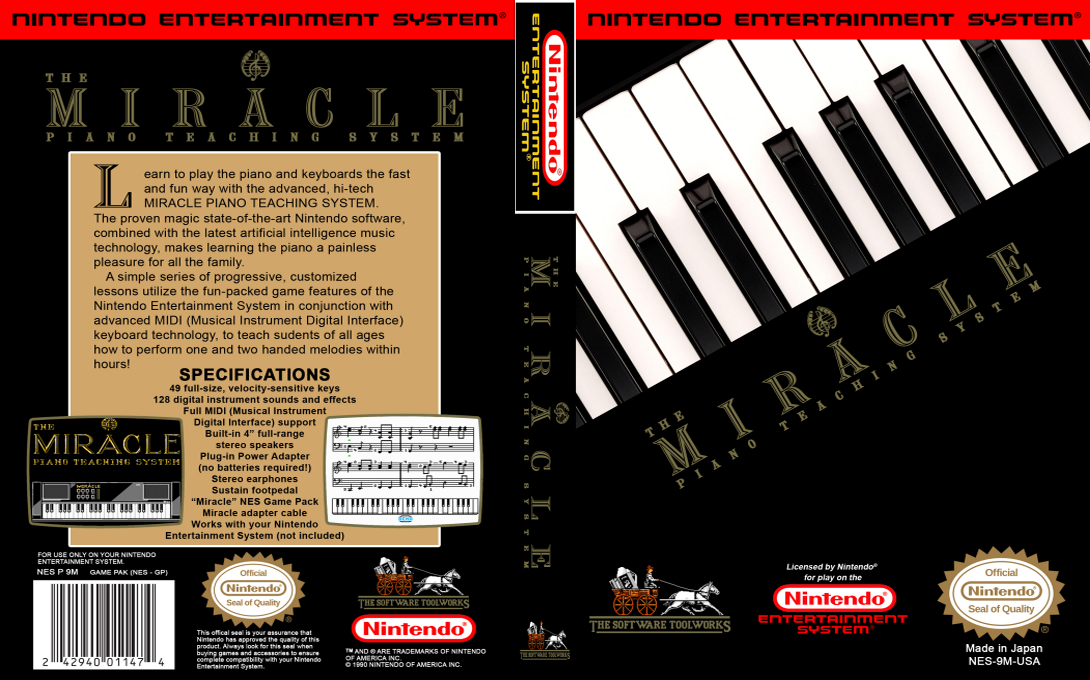 NINTENDO ENTERTAINMENT SYSTEM®
THE
MIRACLE
PIANO TEACHING SYSTEM
Learn to play the piano and keyboards the fast
and fun way with the advanced, hi-tech
MIRACLE PIANO TEACHING SYSTEM.
The proven magic state-of-the-art Nintendo software,
combined with the latest artificial intelligence music
technology, makes learning the piano a painless
pleasure for all the family.
A simple series of progressive, customized
lessons utilize the fun-packed game features of the
Nintendo Entertainment System in conjunction with
advanced MIDI (Musical Instrument Digital Interface)
keyboard technology, to teach sudents of all ages
how to perform one and two handed melodies within
hours!
SPECIFICATIONS
49 full-size, velocity-sensitive keys
128 digital instrument sounds and effects
Full MIDI (Musical Instrument
Digital Interface) support
Built-in 4” full-range
stereo speakers
Plug-in Power Adapter
(no batteries required!)
Stereo earphones
Sustain footpedal
“Miracle” NES Game Pack
Miracle adapter cable
Works with your Nintendo
Entertainment System (not included)
THE
MIRACLE
PIANO TEACHING SYSTEM
MIRACLE
FOR USE ONLY ON YOUR NINTENDO
ENTERTAINMENT SYSTEM.
NES P 9M GAME PAK (NES - GP)
2 42940 01147 4
Official
Nintendo®
Seal of Quality
®
This offical seal is your assurance that
Nintendo has approved the quality of this
product. Always look for this seal when
buying games and accessories to ensure
complete compatibility with your Nintendo
Entertainment System.
THE SOFTWARE TOOLWORKS
Nintendo®
™ AND ® ARE TRADEMARKS OF NINTENDO
OF AMERICA INC.
© 1990 NINTENDO OF AMERICA INC.
Nintendo®
ENTERTAINMENT
SYSTEM®
THE
MIRACLE
PIANO TEACHING SYSTEM
THE SOFTWARE TOOLWORKS
NINTENDO ENTERTAINMENT SYSTEM®
THE
MIRACLE
PIANO TEACHING SYSTEM
THE SOFTWARE TOOLWORKS
Licensed by Nintendo®
for play on the
Nintendo®
ENTERTAINMENT
SYSTEM®
Official
Nintendo®
Seal of Quality
®
Made in Japan
NES-9M-USA